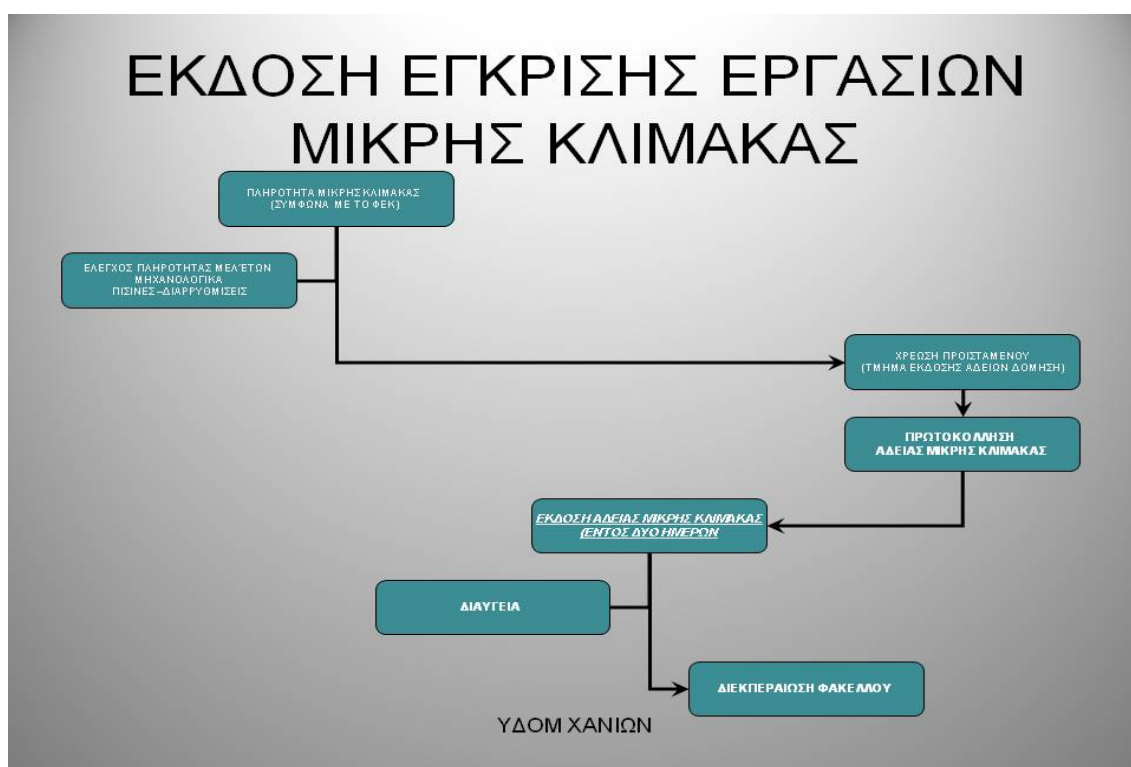 ΕΚΔΟΣΗ ΕΓΚΡΙΣΗΣ ΕΡΓΑΣΙΩΝ
ΜΙΚΡΗΣ ΚΛΙΜΑΚΑΣ
ΠΛΗΡΟΤΗΤΑ ΜΙΚΡΗΣ ΚΛΙΜΑΚΑΣ
(ΣΥΜΦΩΝΑ ΜΕ ΤΟ ΦΕΚ)
ΕΛΕΓΧΟΣ ΠΛΗΡΟΤΗΤΑΣ ΜΕΛΈΤΩΝ
ΜΗΧΑΝΟΛΟΓΙΚΑ
ΠΙΣΙΝΕΣ–ΔΙΑΡΡΥΘΜΙΣΕΙΣ
ΧΡΕΩΣΗ ΠΡΟΙΣΤΑΜΕΝΟΥ
(ΤΜΗΜΑ ΕΚΔΟΣΗΣ ΑΔΕΙΩΝ ΔΟΜΗΣΗ)
ΠΡΩΤΟΚΟΛΛΗΣΗ
ΑΔΕΙΑΣ ΜΙΚΡΗΣ ΚΛΙΜΑΚΑΣ
ΕΚΔΟΣΗ ΑΔΕΙΑΣ ΜΙΚΡΗΣ ΚΛΙΜΑΚΑΣ
(ΕΝΤΟΣ ΔΥΟ ΗΜΕΡΩΝ
ΔΙΑΥΓΕΙΑ
ΔΙΕΚΠΕΡΑΙΩΣΗ ΦΑΚΕΛΛΟΥ
ΥΔΟΜ ΧΑΝΙΩΝ